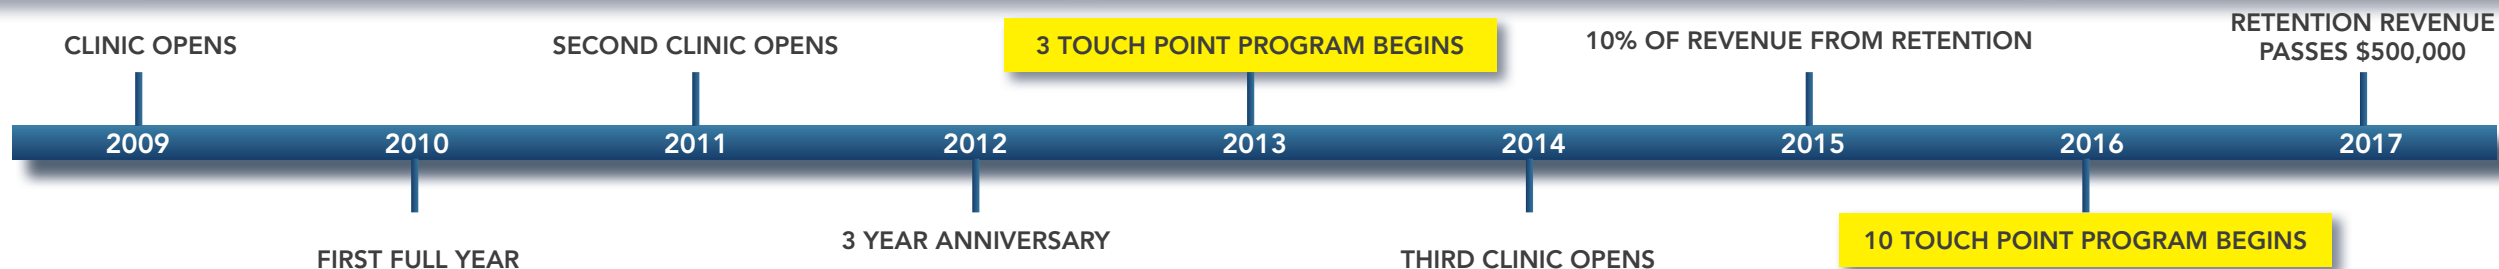 CLINIC OPENS
SECOND CLINIC OPENS
3 TOUCH POINT PROGRAM BEGINS
10% OF REVENUE FROM RETENTION
RETENTION REVENUE
PASSES $500,000
2009
2010
2011
2012
2013
2014
2015
2016
2017
FIRST FULL YEAR
3 YEAR ANNIVERSARY
THIRD CLINIC OPENS
10 TOUCH POINT PROGRAM BEGINS